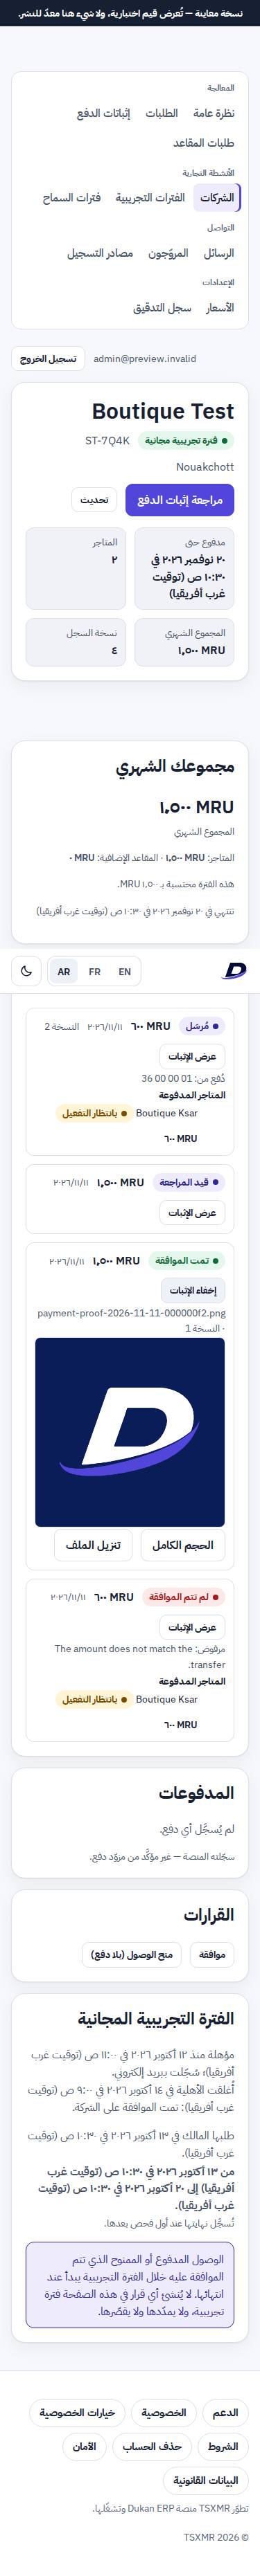 نسخة معاينة — تُعرض قيم اختبارية، ولا شيء هنا معدّ للنشر.
المعالجة
نظرة عامة الطلبات إثباتات الدفع
طلبات المقاعد
الأنشطة التجارية
الشركات الفترات التجريبية فترات السماح
التواصل
الرسائل المروّجون مصادر التسجيل
الإعدادات
الأسعار سجل التدقيق
admin@preview.invalid تسجيل الخروج
Boutique Test
فترة تجريبية مجانية ST-7Q4K
Nouakchott
مراجعة إثبات الدفع تحديث
مدفوع حتى
٢٠ نوفمبر ٢٠٢٦ في
١٠:٣٠ ص (توقيت
غرب أفريقيا)
المتاجر
٢
المجموع الشهري
١,٥٠٠ MRU
نسخة السجل
٤
مجموعك الشهري
١,٥٠٠ MRU
المجموع الشهري
المتاجر: ١,٥٠٠ MRU · المقاعد الإضافية: ٠ MRU
هذه الفترة محتسبة بـ ١,٥٠٠ MRU.
تنتهي في ٢٠ نوفمبر ٢٠٢٦ في ١٠:٣٠ ص (توقيت غرب أفريقيا)
AR FR EN
مُرسَل ٦٠٠ MRU ٢٠٢٦/١١/١١ النسخة 2
عرض الإثبات
دُفع من: 36 00 00 01
المتاجر المدفوعة
Boutique Ksar بانتظار التفعيل
٦٠٠ MRU
قيد المراجعة ١,٥٠٠ MRU ٢٠٢٦/١١/١١
عرض الإثبات
تمت الموافقة ١,٥٠٠ MRU ٢٠٢٦/١١/١١
إخفاء الإثبات
payment-proof-2026-11-11-000000f2.png
· النسخة 1
الحجم الكامل تنزيل الملف
لم تتم الموافقة ٦٠٠ MRU ٢٠٢٦/١١/١١
عرض الإثبات
مرفوض: The amount does not match the
transfer.
المتاجر المدفوعة
Boutique Ksar بانتظار التفعيل
٦٠٠ MRU
المدفوعات
لم يُسجَّل أي دفع.
سجّلته المنصة — غير مؤكَّد من مزوّد دفع.
القرارات
موافقة منح الوصول (بلا دفع)
الفترة التجريبية المجانية
مؤهلة منذ ١٢ أكتوبر ٢٠٢٦ في ١١:٠٠ ص (توقيت غرب
أفريقيا)؛ سُجّلت ببريد إلكتروني.
أُغلقت الأهلية في ١٤ أكتوبر ٢٠٢٦ في ٩:٠٠ ص (توقيت
غرب أفريقيا): تمت الموافقة على الشركة.
طلبها المالك في ١٣ أكتوبر ٢٠٢٦ في ١٠:٣٠ ص (توقيت
غرب أفريقيا).
من ١٣ أكتوبر ٢٠٢٦ في ١٠:٣٠ ص (توقيت غرب
أفريقيا) إلى ٢٠ أكتوبر ٢٠٢٦ في ١٠:٣٠ ص (توقيت
غرب أفريقيا).
تُسجَّل نهايتها عند أول فحص بعدها.
الوصول المدفوع أو الممنوح الذي تتم
الموافقة عليه خلال الفترة التجريبية يبدأ عند
انتهائها. لا يُنشئ أي قرار في هذه الصفحة فترة
تجريبية، ولا يمدّدها ولا يقصّرها.
الدعم الخصوصية خيارات الخصوصية
الشروط حذف الحساب الأمان
البيانات القانونية
تطوّر TSXMR منصة Dukan ERP وتشغّلها.
© 2026 TSXMR